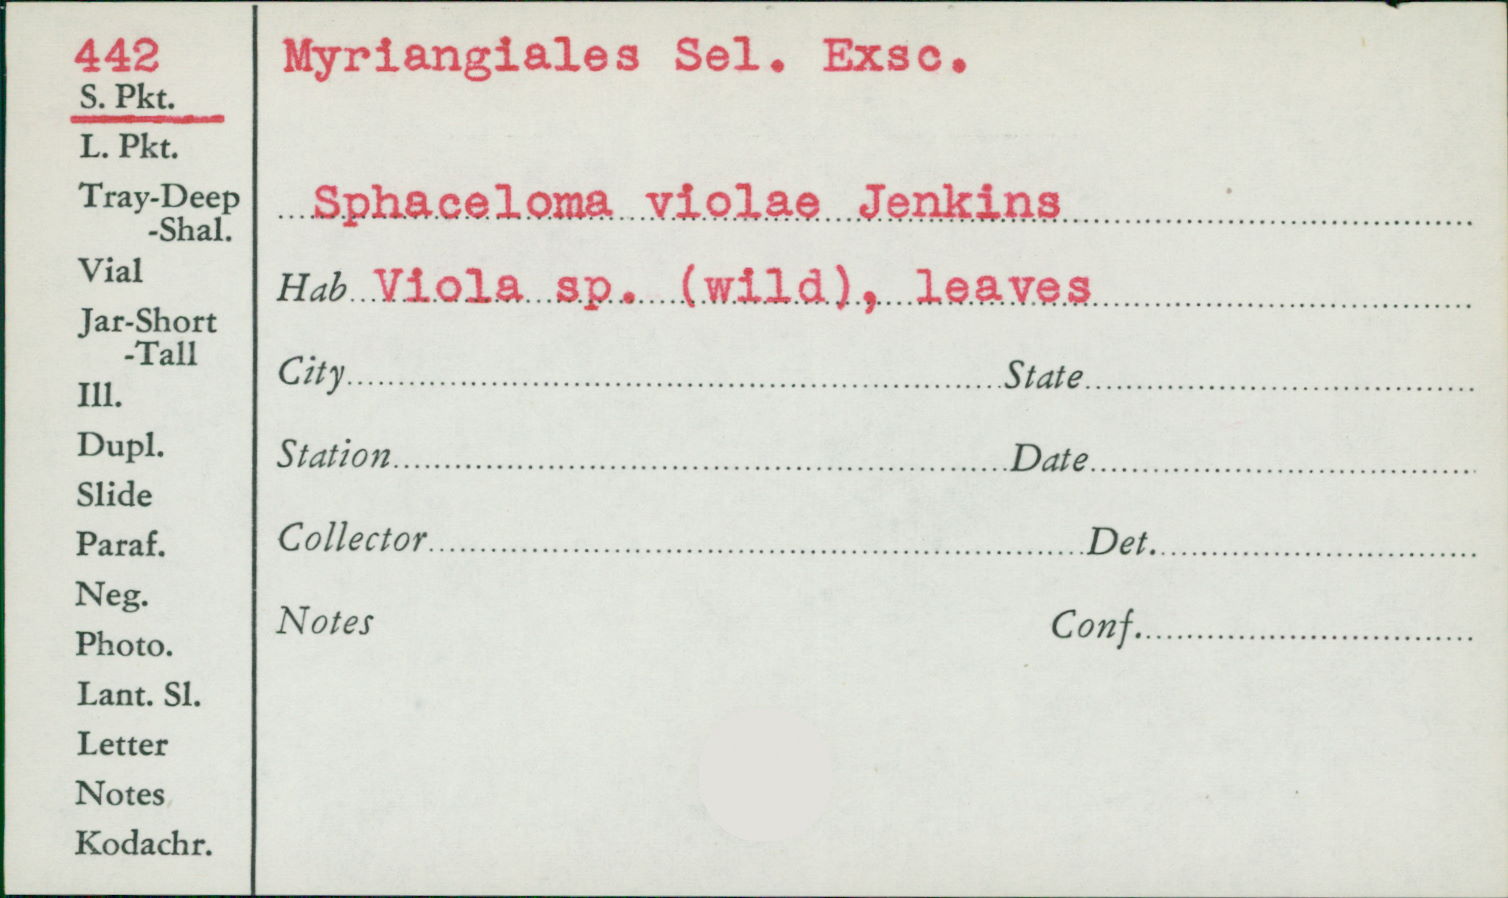 442
S. Pkt.
L. Pkt.
Tray-Deep
-Shal.
Vial
Jar-Short
-Tall
Ill.
Dupl.
Slide
Paraf.
Neg.
Photo.
Lant. Sl.
Letter
Notes
Kodachr.
Myriangiales Sel. Exsc.
Sphaceloma violae Jenkins
Hab Viola sp. (wild), leaves
City State
Station Date
Collector Det.
Notes Conf.